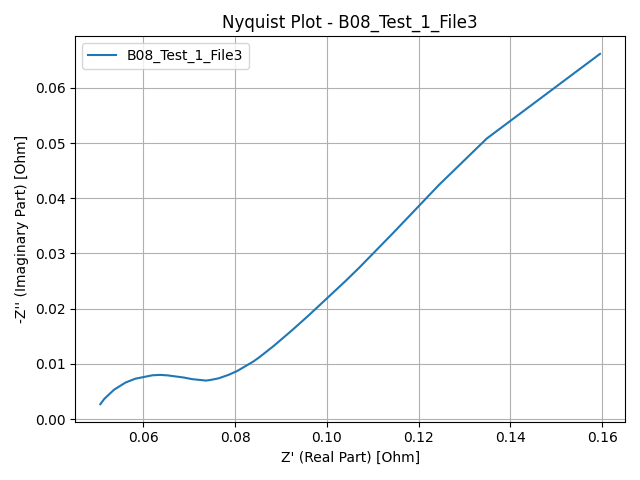 Nyquist Plot - B08_Test_1_File3
B08_Test_1_File3
-Z'' (Imaginary Part) [Ohm]
0.06
0.05
0.04
0.03
0.02
0.01
0.00
0.06 0.08 0.10 0.12 0.14 0.16
Z' (Real Part) [Ohm]